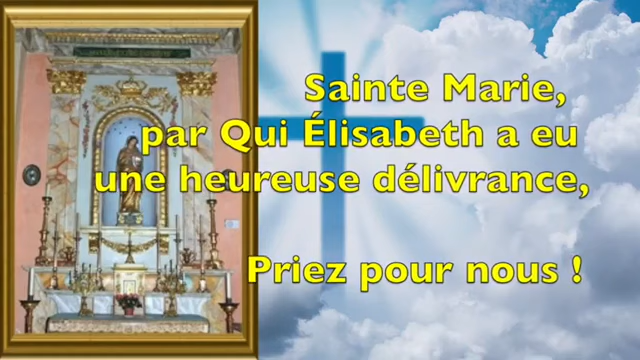 Sainte Marie,
par Qui Élisabeth a eu
une heureuse délivrance,
Priez pour nous !